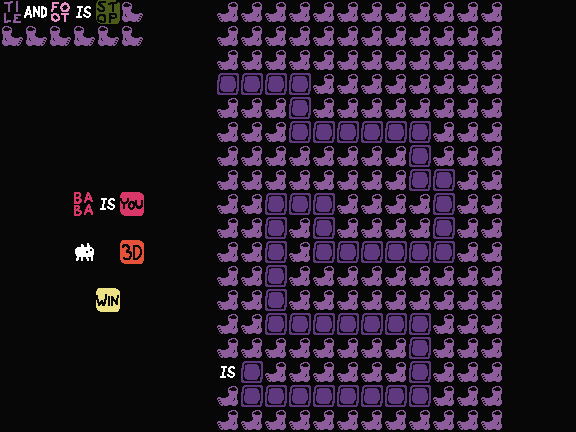 TILE AND FOOT IS STOP
BABA IS YOU
3D
WIN
IS